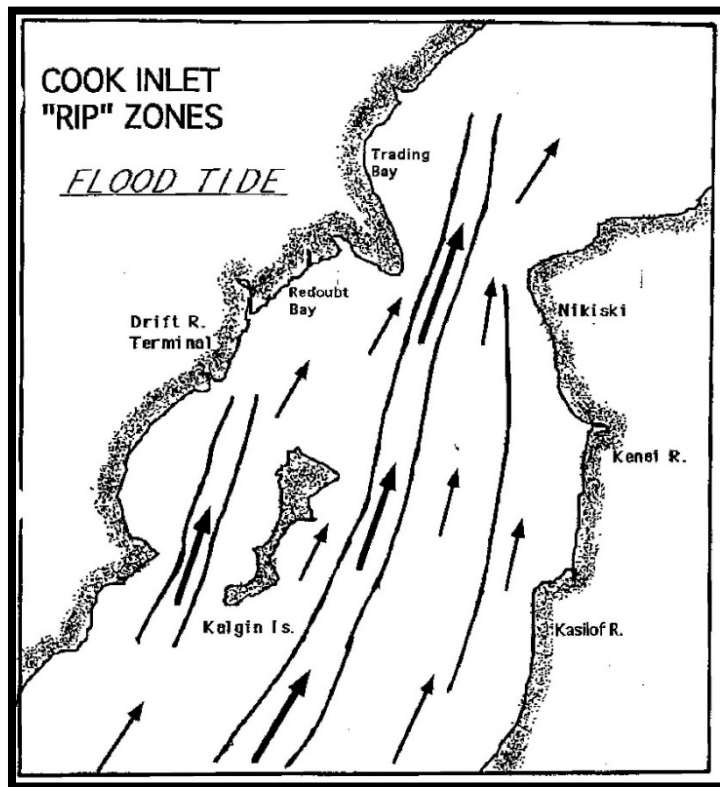 COOK INLET
"RIP" ZONES
FLOOD TIDE
Trading
Bay
Redoubt
Bay
Drift R.
Terminal
Nikiski
Kenai R.
Kalgin Is.
Kasilof R.